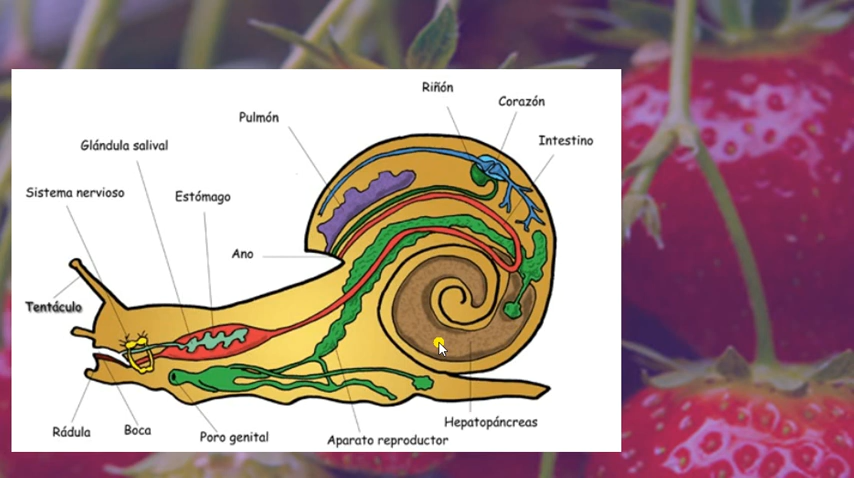 Riñón
Corazón
Pulmón
Intestino
Glándula salival
Sistema nervioso
Estómago
Ano
Tentáculo
Rádula
Boca
Poro genital
Aparato reproductor
Hepatopáncreas